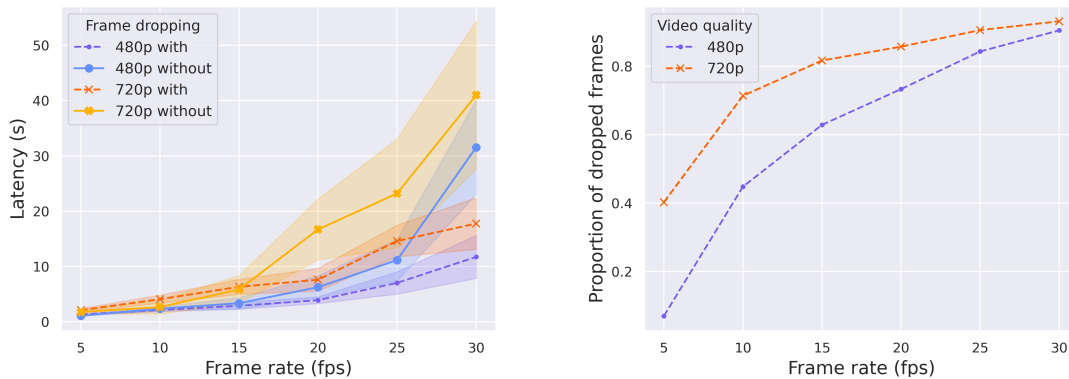 Frame dropping
480p with
480p without
720p with
720p without
Latency (s)
50
40
30
20
10
0
5 10 15 20 25 30
Frame rate (fps)
Video quality
480p
720p
Proportion of dropped frames
0.8
0.6
0.4
0.2
5 10 15 20 25 30
Frame rate (fps)